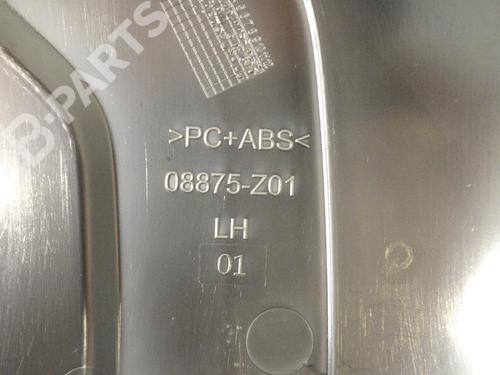 B-PARTS
>PC+ABS<
08875-Z01
LH
01